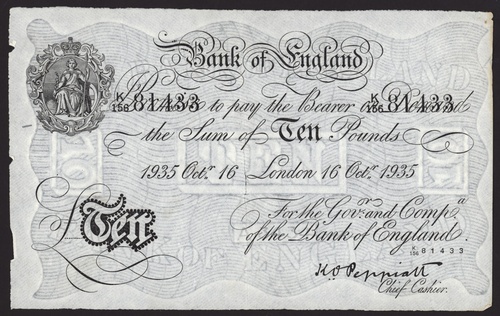 Bank of England
K/156 81433 to pay the Bearer on Demand K/156 81433
the Sum of Ten Pounds
1935 Octr. 16 London 16 Octr. 1935
For the Govr. and Compa.
of the Bank of England.
K/156 81433
Ten
K O Peppiatt
Chief Cashier.